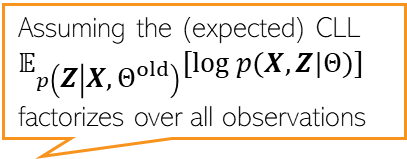 Assuming the (expected) CLL
𝔼_{p(𝒁|𝑿, Θ^{old})}[log p(𝑿, 𝒁|Θ)]
factorizes over all observations